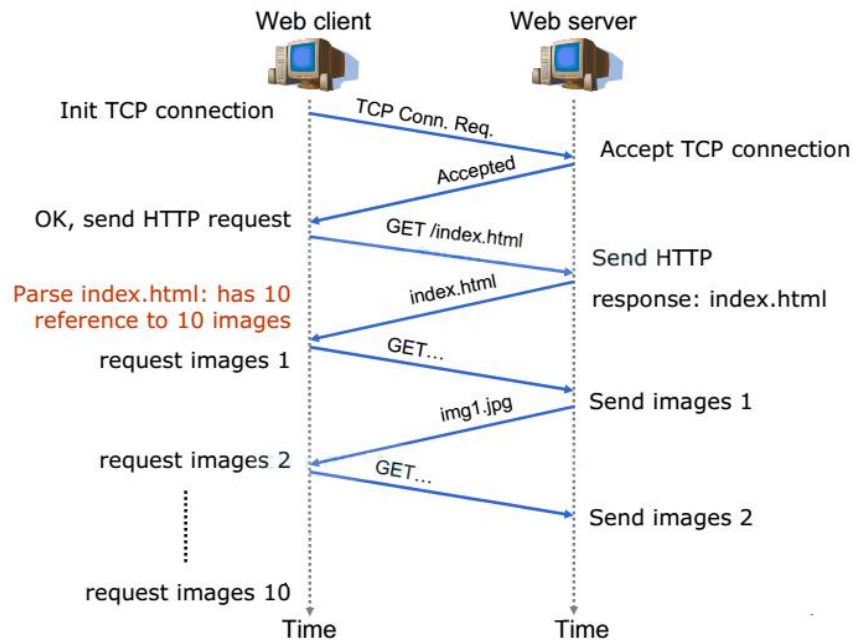 Web client
Web server
Init TCP connection
TCP Conn. Req.
Accept TCP connection
Accepted
OK, send HTTP request
GET /index.html
Send HTTP
response: index.html
index.html
Parse index.html: has 10
reference to 10 images
request images 1
GET...
Send images 1
img1.jpg
request images 2
GET...
Send images 2
request images 10
Time
Time